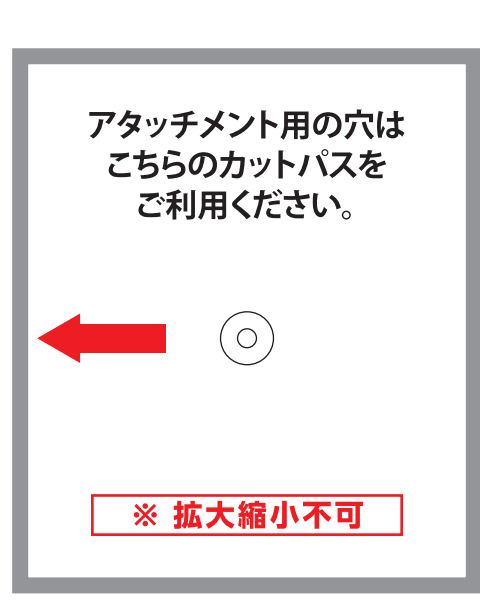 アタッチメント用の穴は
こちらのカットパスを
ご利用ください。
※ 拡大縮小不可